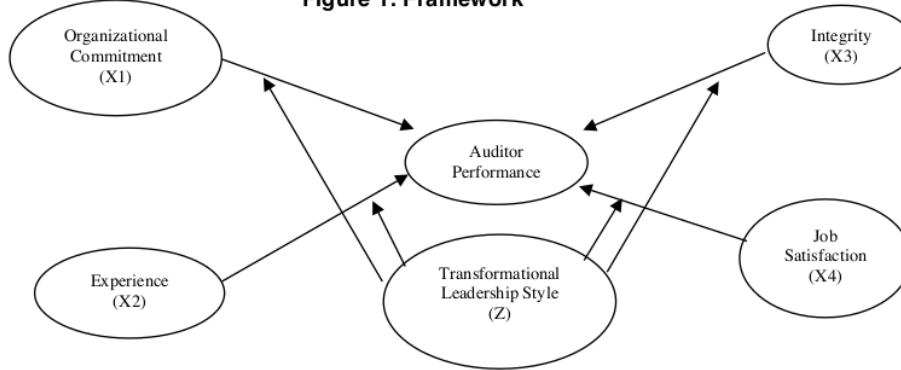 Figure 1. Framework
Organizational
Commitment
(X1)
Integrity
(X3)
Auditor
Performance
Experience
(X2)
Transformational
Leadership Style
(Z)
Job
Satisfaction
(X4)